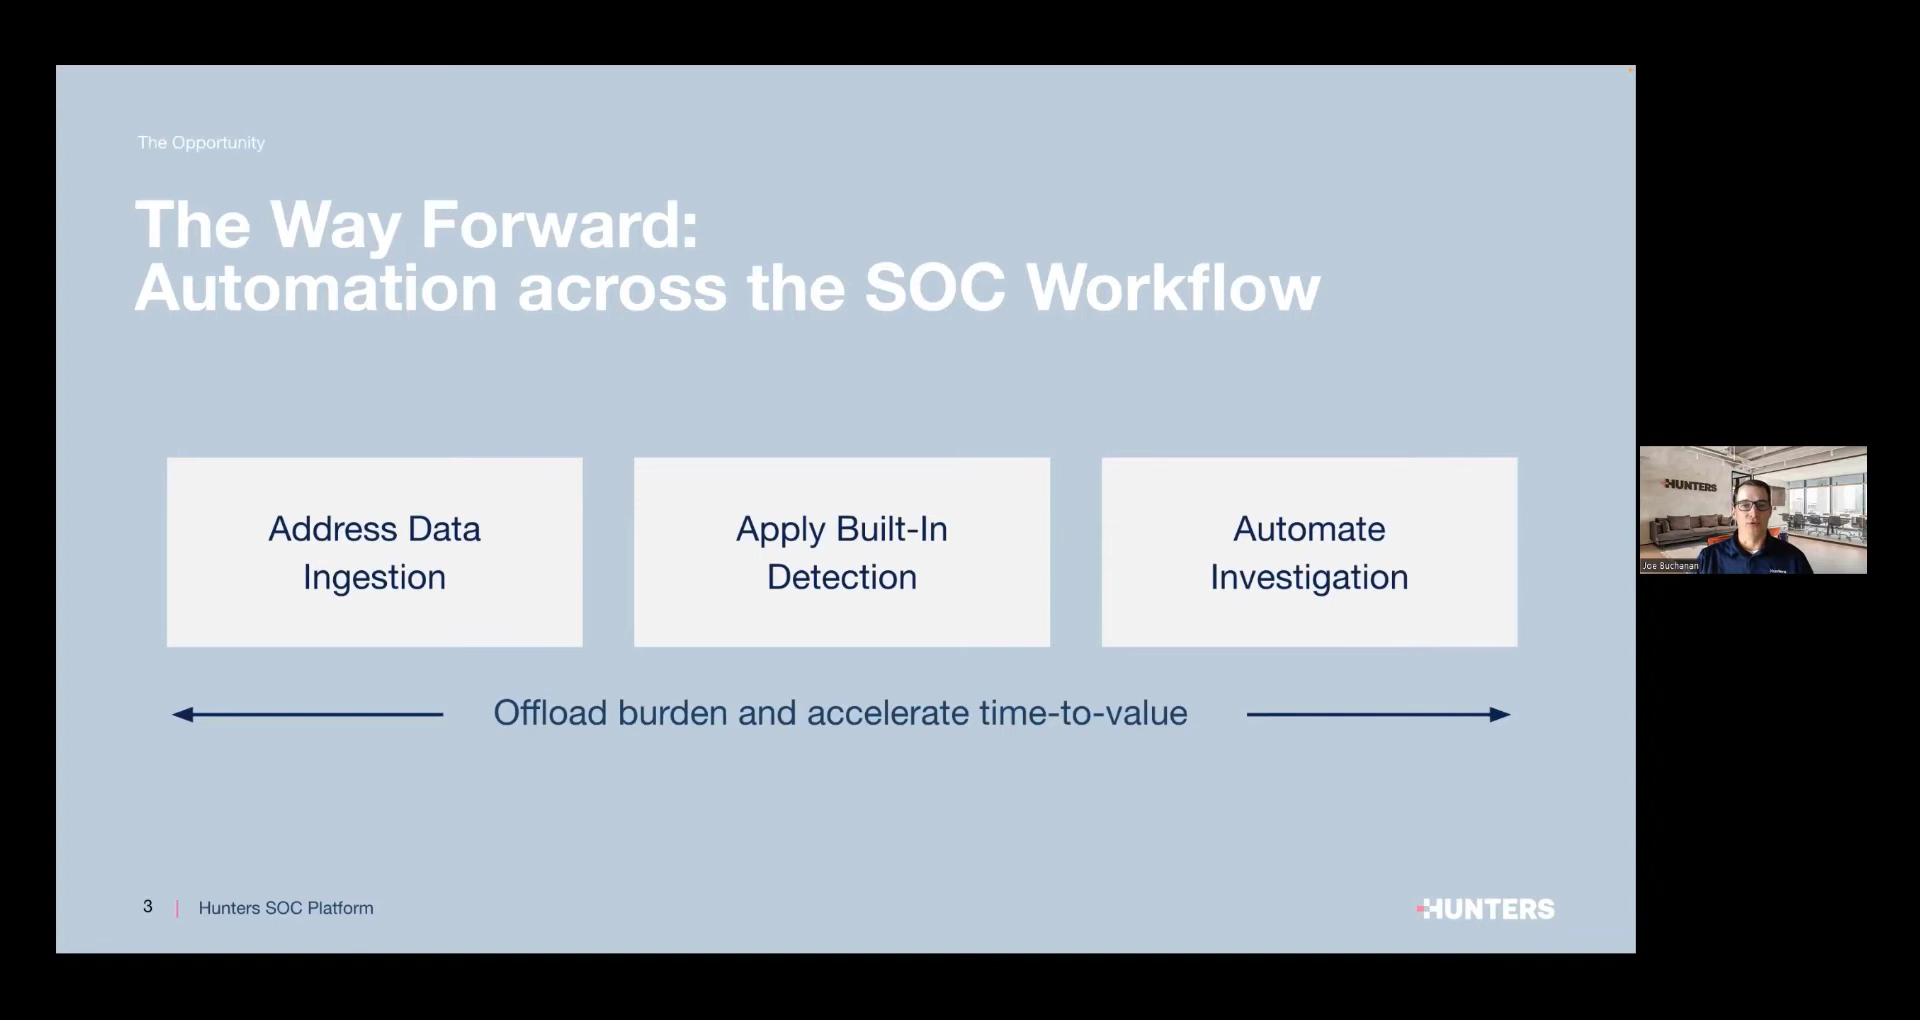 The Opportunity
The Way Forward:
Automation across the SOC Workflow
Address Data
Ingestion
Apply Built-In
Detection
Automate
Investigation
Offload burden and accelerate time-to-value
3 | Hunters SOC Platform
HUNTERS
HUNTERS
Joe Buchanan